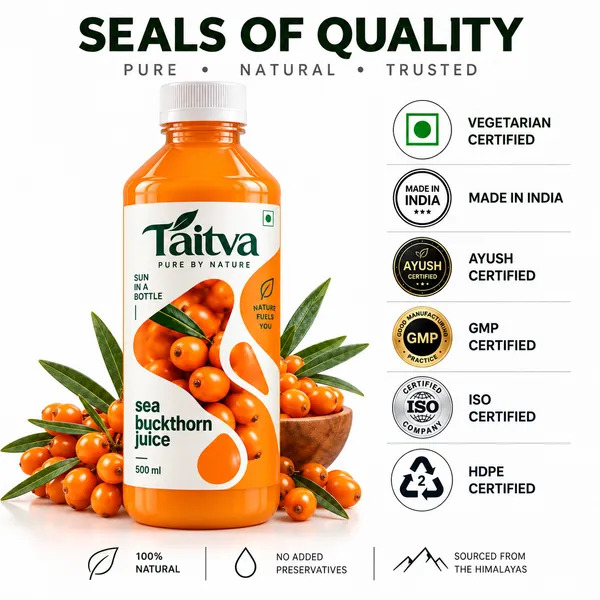 SEALS OF QUALITY
PURE • NATURAL • TRUSTED
Taitva
PURE BY NATURE
SUN
IN A
BOTTLE
NATURE
FUELS
YOU
sea
buckthorn
juice
500 ml
VEGETARIAN
CERTIFIED
MADE IN
INDIA
MADE IN INDIA
AYUSH
CERTIFIED
AYUSH
CERTIFIED
GOOD MANUFACTURING
GMP
PRACTICE
GMP
CERTIFIED
CERTIFIED
ISO
COMPANY
ISO
CERTIFIED
2
HDPE
CERTIFIED
100%
NATURAL
NO ADDED
PRESERVATIVES
SOURCED FROM
THE HIMALAYAS